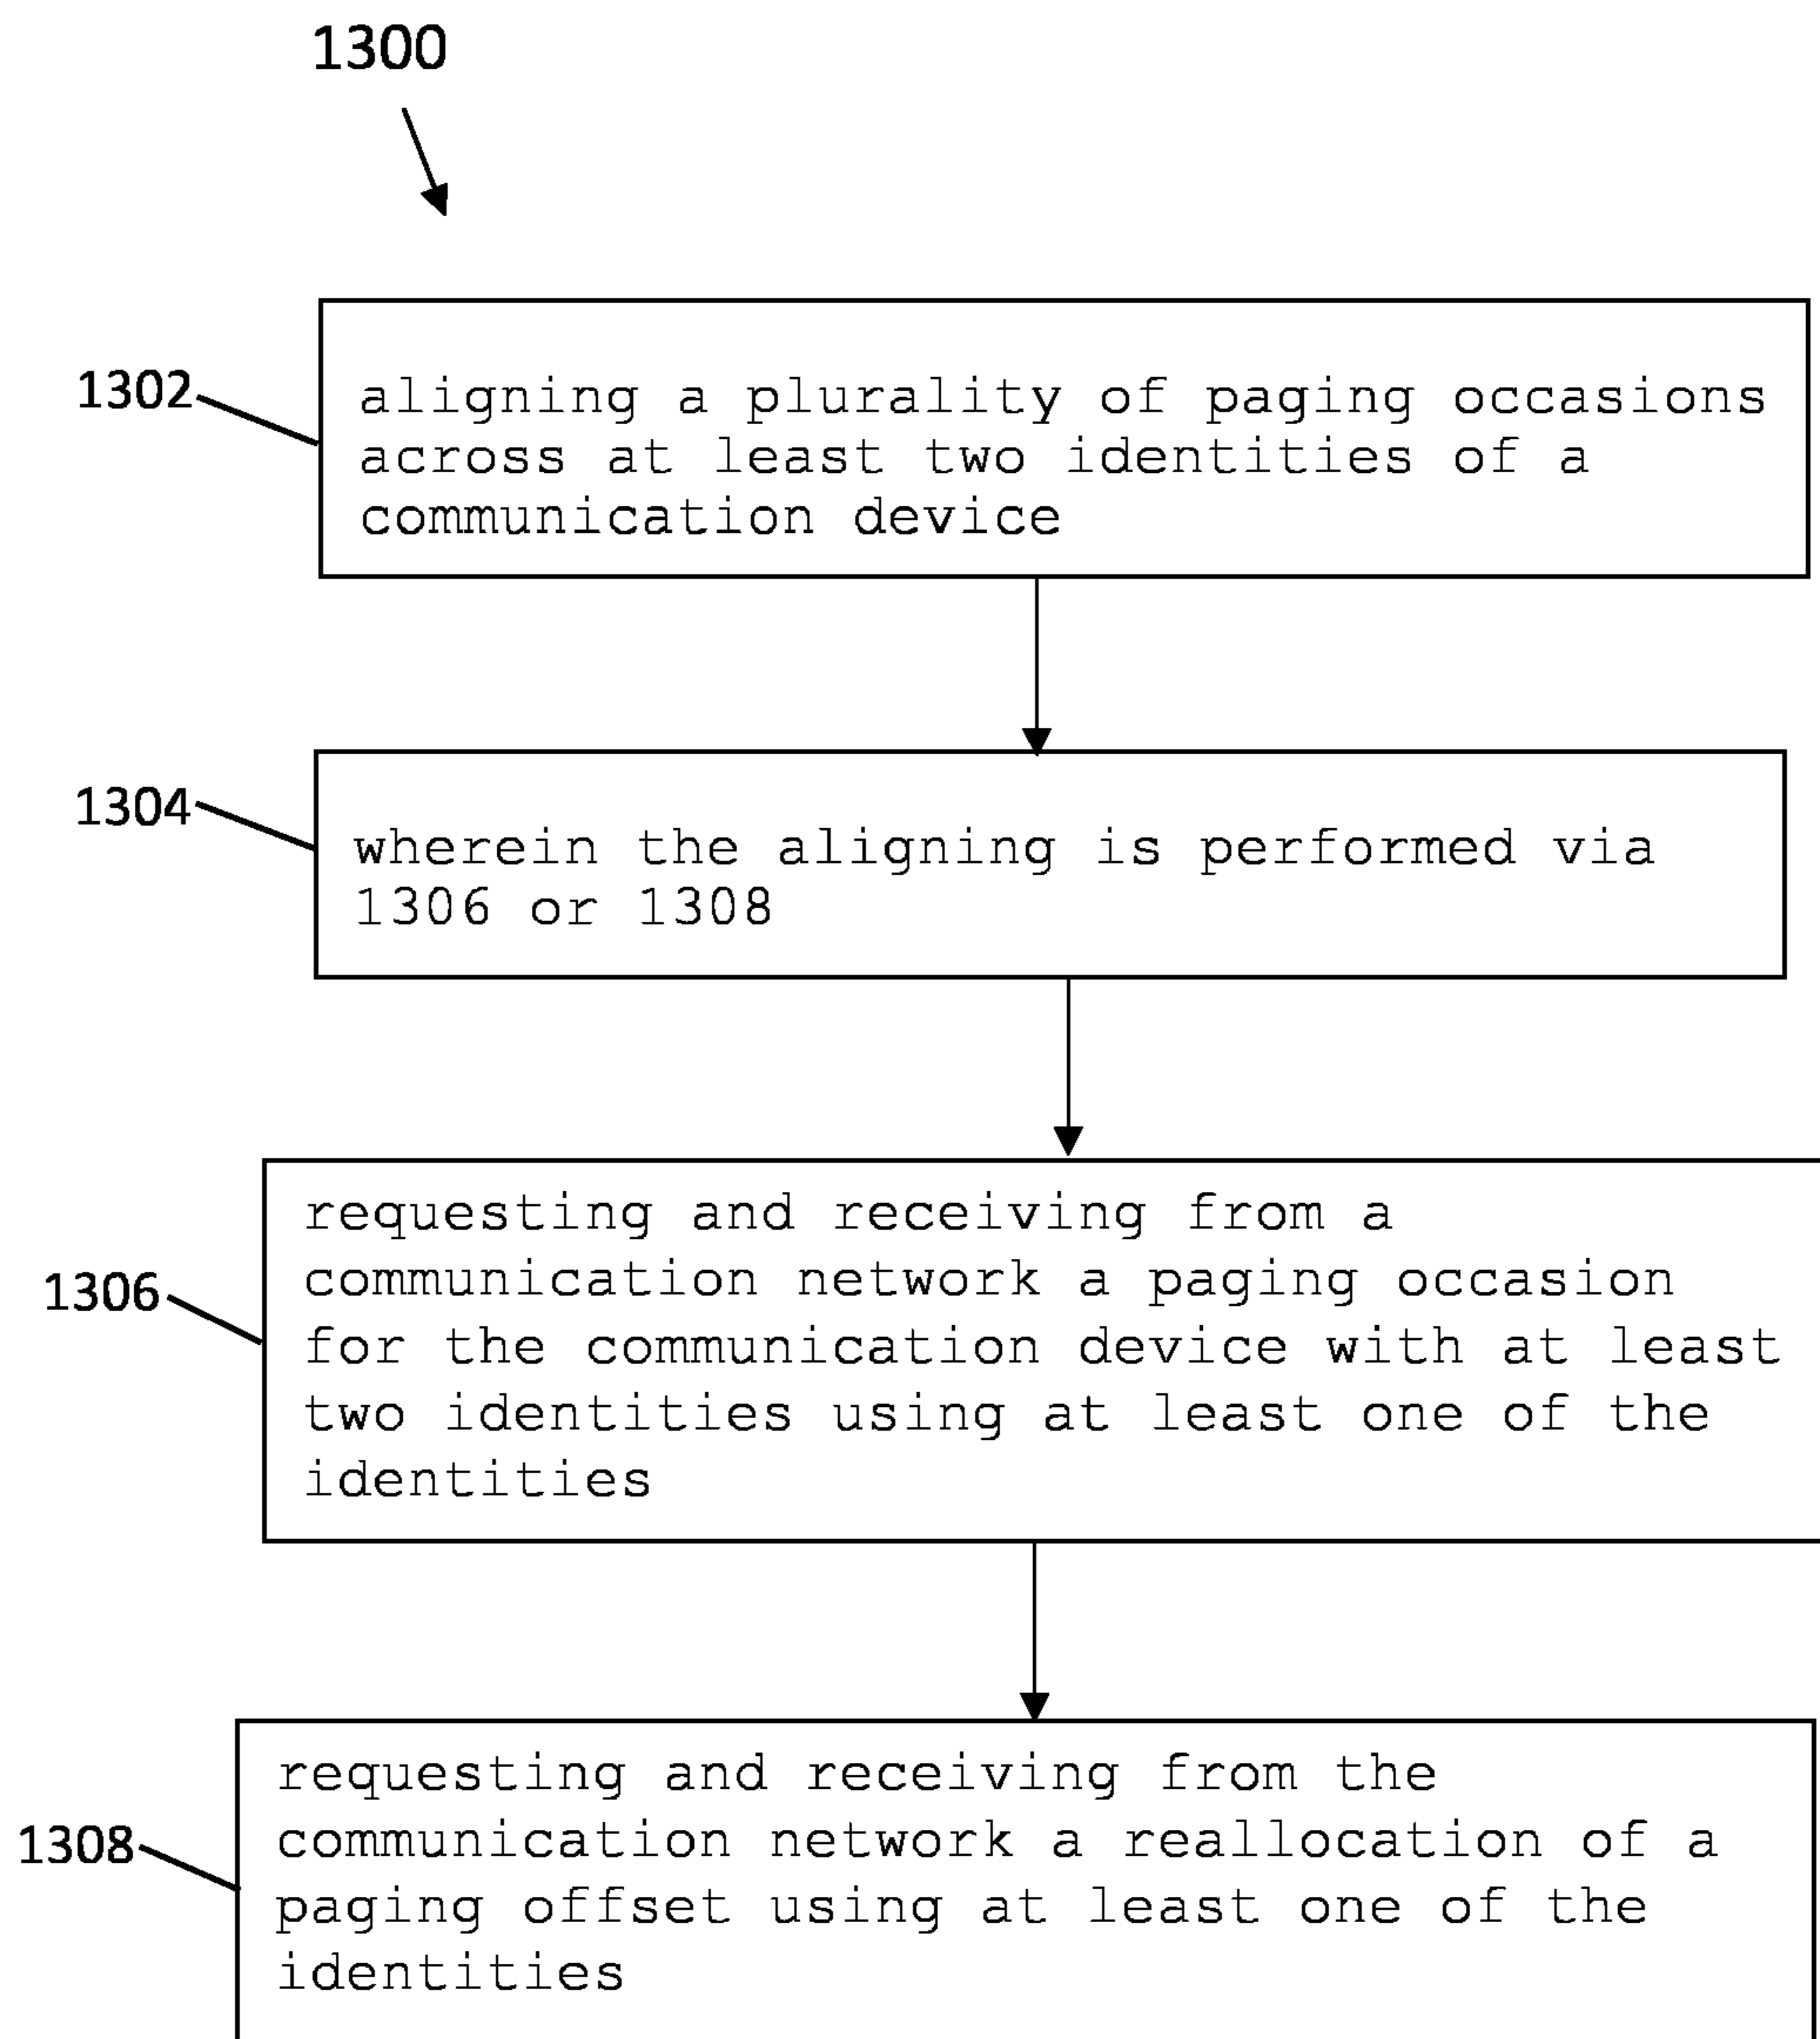 1300
1302
aligning a plurality of paging occasions
across at least two identities of a
communication device
1304
wherein the aligning is performed via
1306 or 1308
1306
requesting and receiving from a
communication network a paging occasion
for the communication device with at least
two identities using at least one of the
identities
1308
requesting and receiving from the
communication network a reallocation of a
paging offset using at least one of the
identities